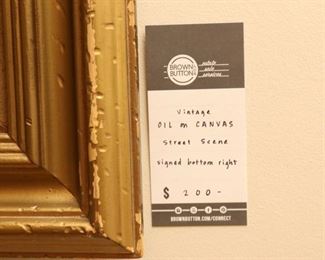 BROWN
BUTTON
estate
sale
services
Vintage
OIL on CANVAS
Street Scene
signed bottom right
$ 200-
BROWNBUTTON.COM/CONNECT